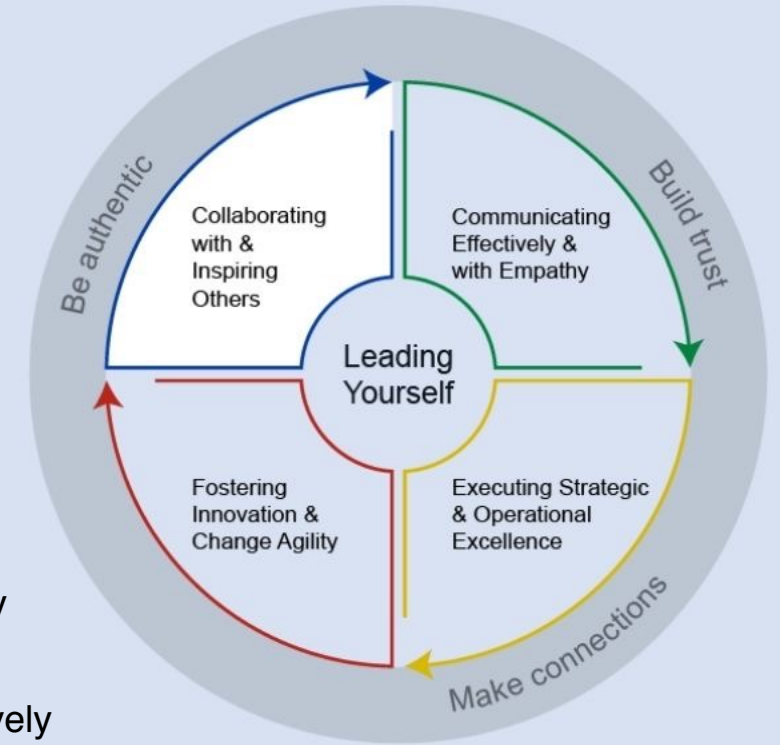 Be authentic
Build trust
Collaborating
with &
Inspiring
Others
Communicating
Effectively &
with Empathy
Leading
Yourself
Fostering
Innovation &
Change Agility
Executing Strategic
& Operational
Excellence
Make connections